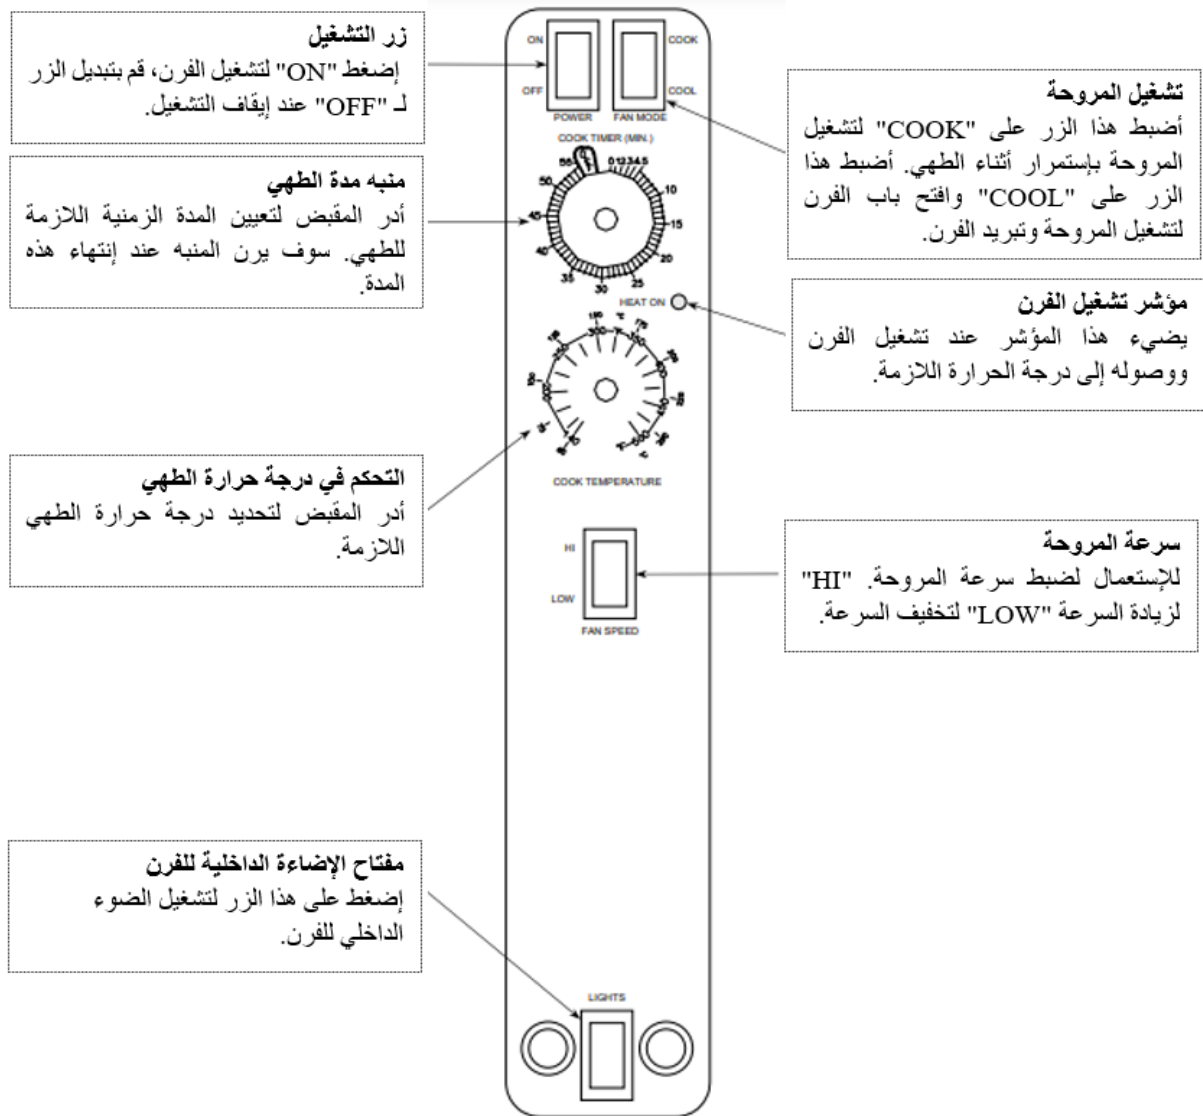 زر التشغيل
إضغط "ON" لتشغيل الفرن، قم بتبديل الزر
لـ "OFF" عند إيقاف التشغيل.
منبه مدة الطهي
أدر المقبض لتعيين المدة الزمنية اللازمة
للطهي. سوف يرن المنبه عند إنتهاء هذه
المدة.
التحكم في درجة حرارة الطهي
أدر المقبض لتحديد درجة حرارة الطهي
اللازمة.
مفتاح الإضاءة الداخلية للفرن
إضغط على هذا الزر لتشغيل الضوء
الداخلي للفرن.
ON
OFF
POWER
COOK
COOL
FAN MODE
COOK TIMER (MIN.)
OFF
0 1 2 3 4 5
10
15
20
25
30
35
40
45
50
55
HEAT ON
COOK TEMPERATURE
HI
LOW
FAN SPEED
LIGHTS
تشغيل المروحة
أضبط هذا الزر على "COOK" لتشغيل
المروحة بإستمرار أثناء الطهي. أضبط هذا
الزر على "COOL" وافتح باب الفرن
لتشغيل المروحة وتبريد الفرن.
مؤشر تشغيل الفرن
يضيء هذا المؤشر عند تشغيل الفرن
ووصوله إلى درجة الحرارة اللازمة.
سرعة المروحة
للإستعمال لضبط سرعة المروحة. "HI"
لزيادة السرعة "LOW" لتخفيف السرعة.